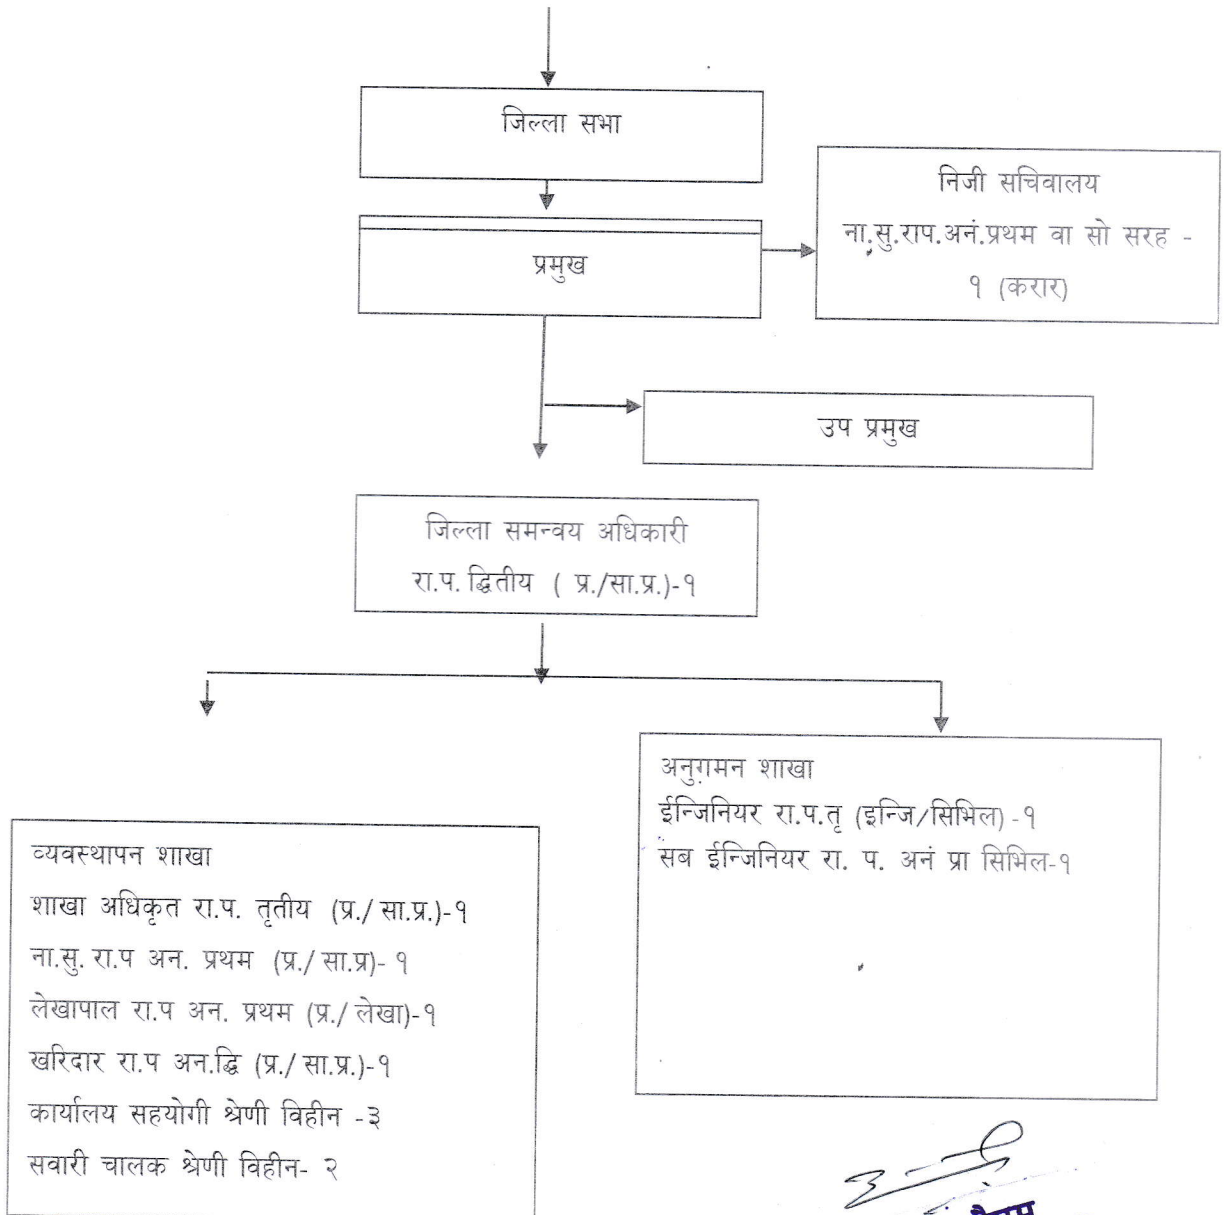 जिल्ला सभा
निजी सचिवालय
ना.सु.राप.अनं.प्रथम वा सो सरह -
१ (करार)
प्रमुख
उप प्रमुख
जिल्ला समन्वय अधिकारी
रा.प.द्धितीय ( प्र./सा.प्र.)-१
अनुगमन शाखा
ईन्जिनियर रा.प.तृ (इन्जि/सिभिल) -१
सब ईन्जिनियर रा. प. अनं प्रा सिभिल-१
व्यवस्थापन शाखा
शाखा अधिकृत रा.प. तृतीय (प्र./ सा.प्र.)-१
ना.सु. रा.प अन. प्रथम (प्र./ सा.प्र)- १
लेखापाल रा.प अन. प्रथम (प्र./ लेखा)-१
खरिदार रा.प अन.द्धि (प्र./ सा.प्र.)-१
कार्यालय सहयोगी श्रेणी विहीन -३
सवारी चालक श्रेणी विहीन- २